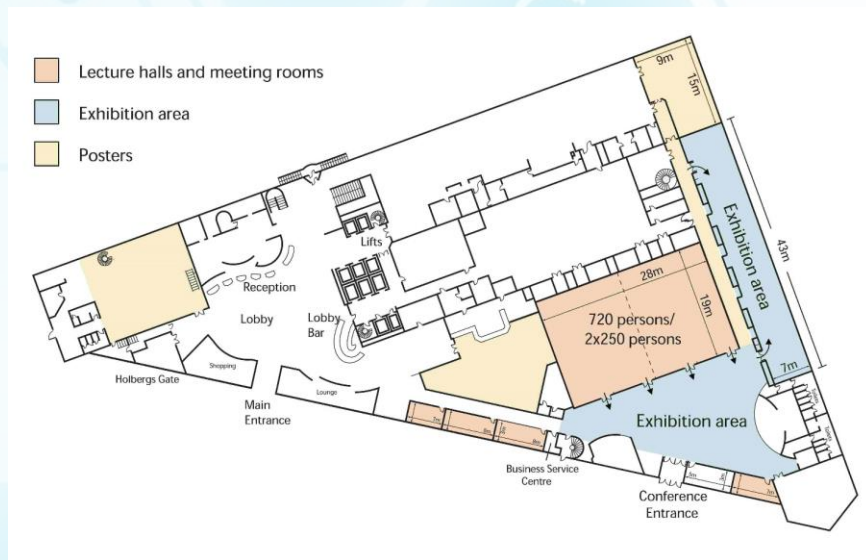 Lecture halls and meeting rooms
Exhibition area
Posters
9m
15m
Exhibition area
43m
Lifts
Reception
Lobby
Lobby
Bar
28m
19m
720 persons/
2x250 persons
7m
Holbergs Gate
Shopping
Lounge
Main
Entrance
Exhibition area
Business Service
Centre
Conference
Entrance
Toilets
Toilets